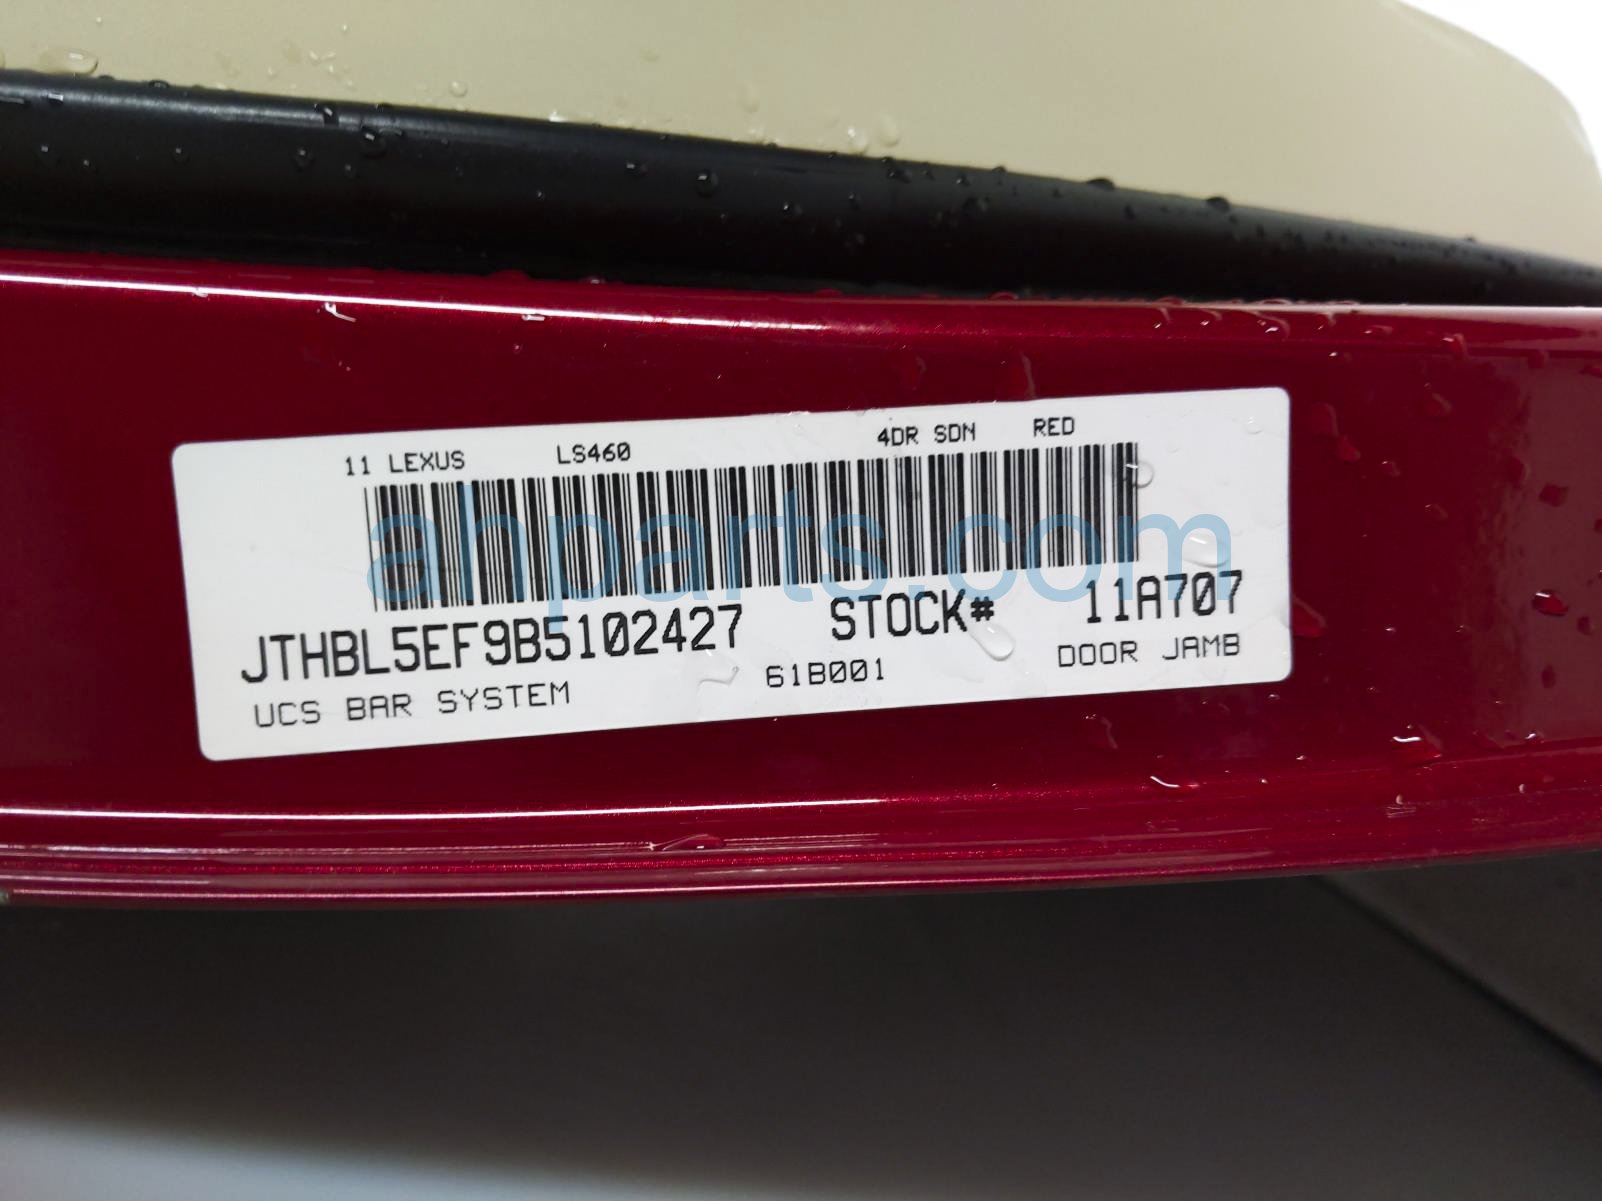 11 LEXUS LS460 4DR SDN RED
ahparts.com
JTHBL5EF9B5102427 STOCK# 11A707
UCS BAR SYSTEM 61B001 DOOR JAMB